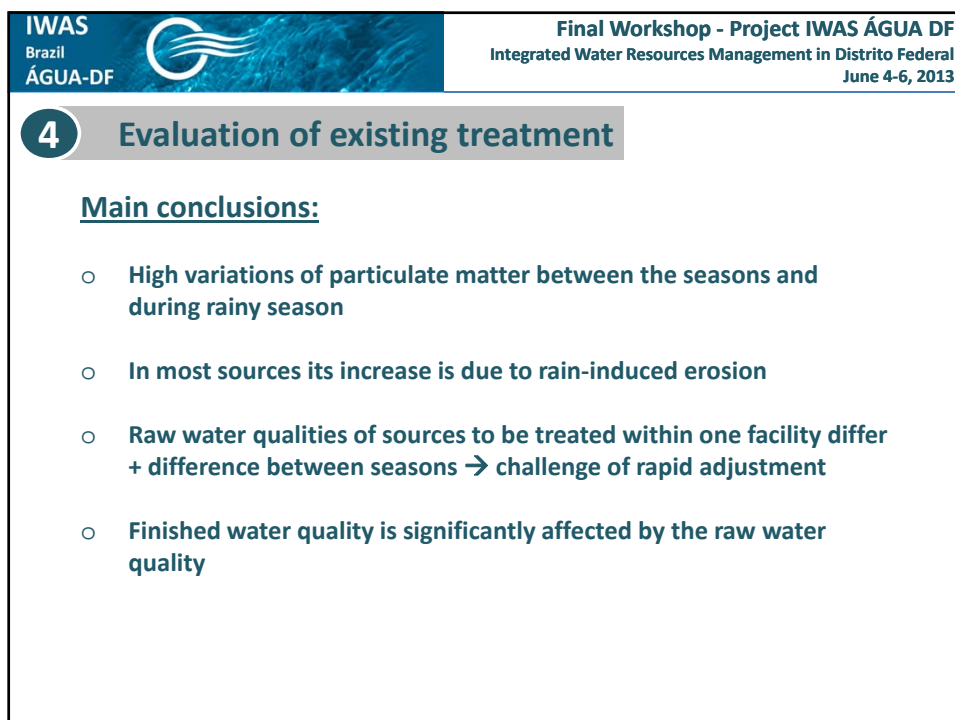 IWAS
Brazil
ÁGUA-DF
Final Workshop - Project IWAS ÁGUA DF
Integrated Water Resources Management in Distrito Federal
June 4-6, 2013
4 Evaluation of existing treatment
Main conclusions:
o High variations of particulate matter between the seasons and
during rainy season
o In most sources its increase is due to rain-induced erosion
o Raw water qualities of sources to be treated within one facility differ
+ difference between seasons → challenge of rapid adjustment
o Finished water quality is significantly affected by the raw water
quality